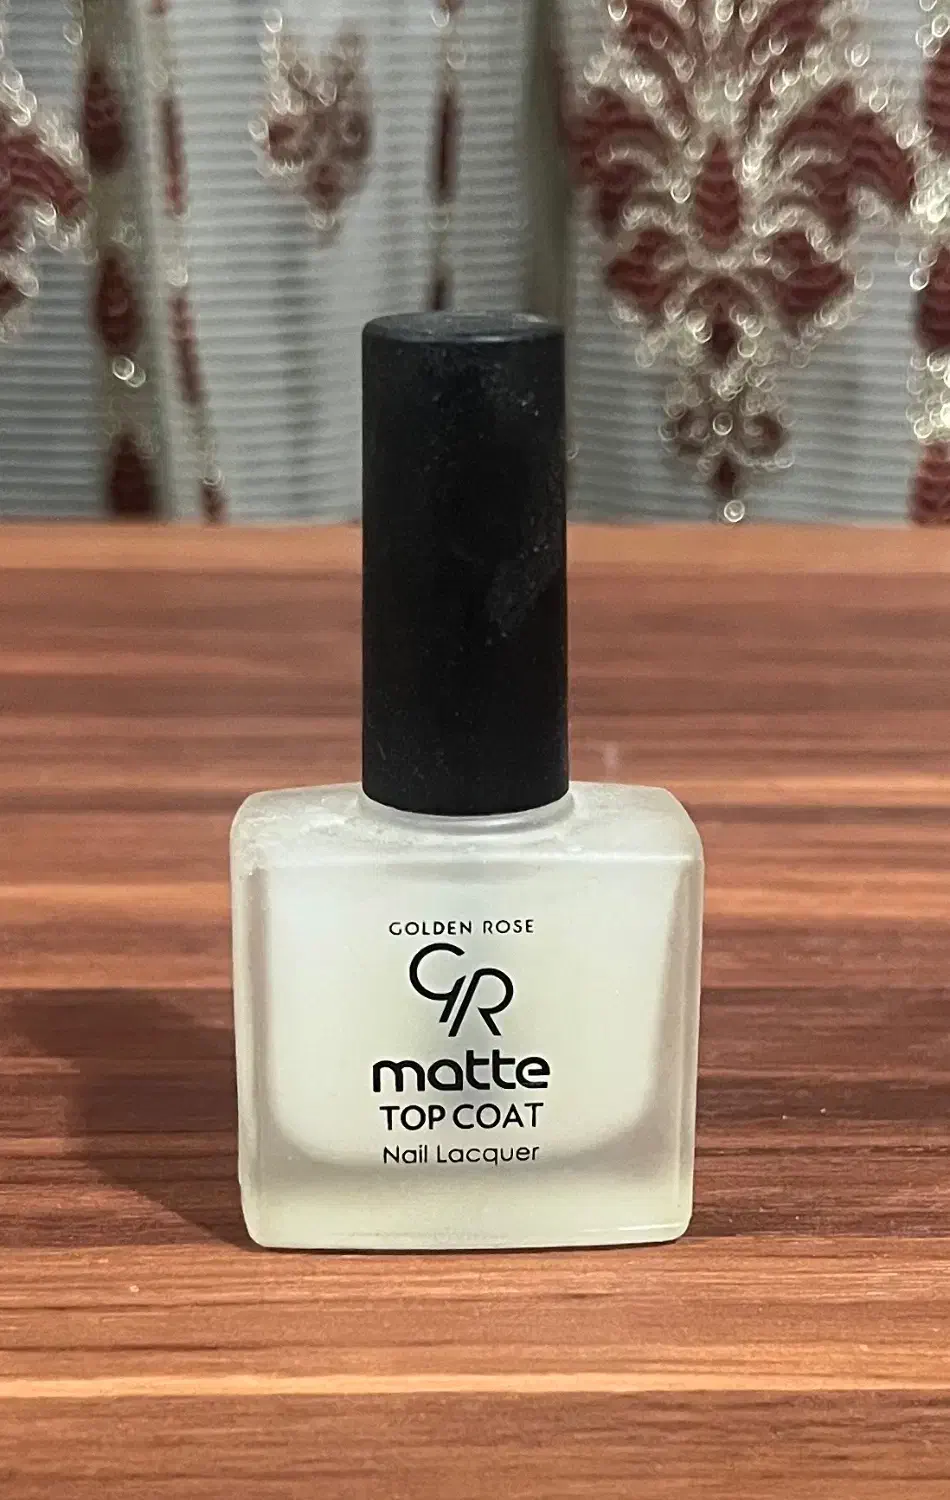 GOLDEN ROSE
GR
matte
TOP COAT
Nail Lacquer